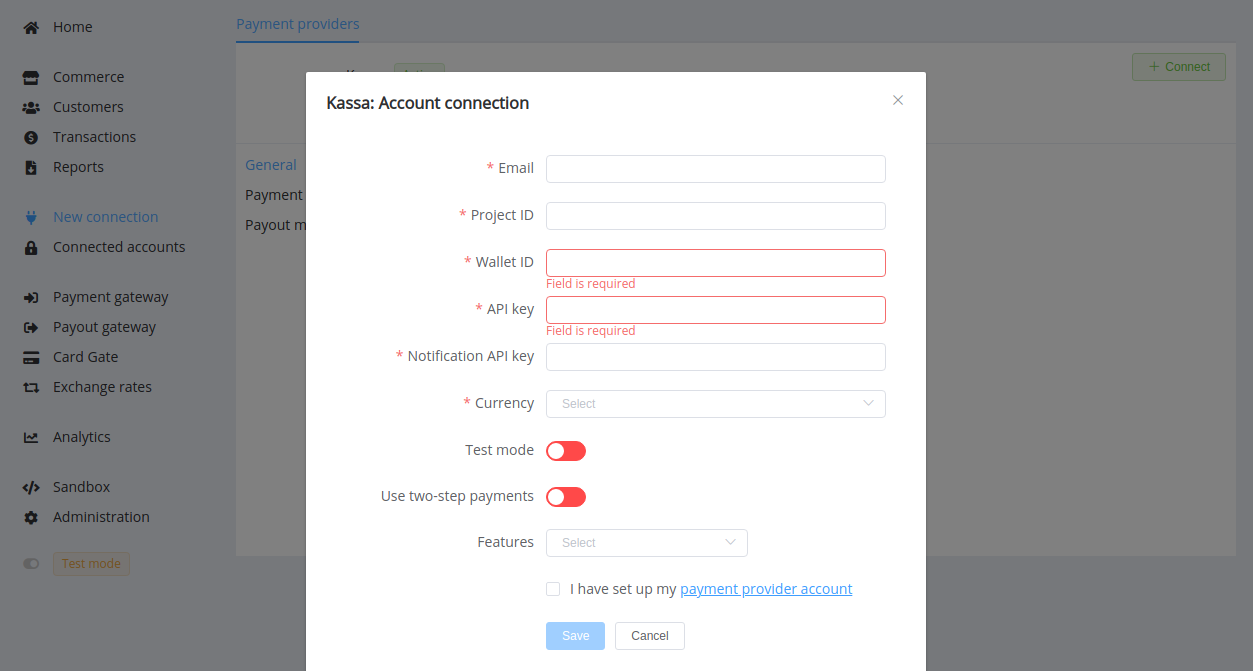 Home
Commerce
Customers
Transactions
Reports
New connection
Connected accounts
Payment gateway
Payout gateway
Card Gate
Exchange rates
Analytics
Sandbox
Administration
Test mode
Payment providers
+ Connect
General
Payment
Payout m
Kassa: Account connection
* Email
* Project ID
* Wallet ID
Field is required
* API key
Field is required
* Notification API key
* Currency
Select
Test mode
Use two-step payments
Features
Select
I have set up my payment provider account
Save
Cancel